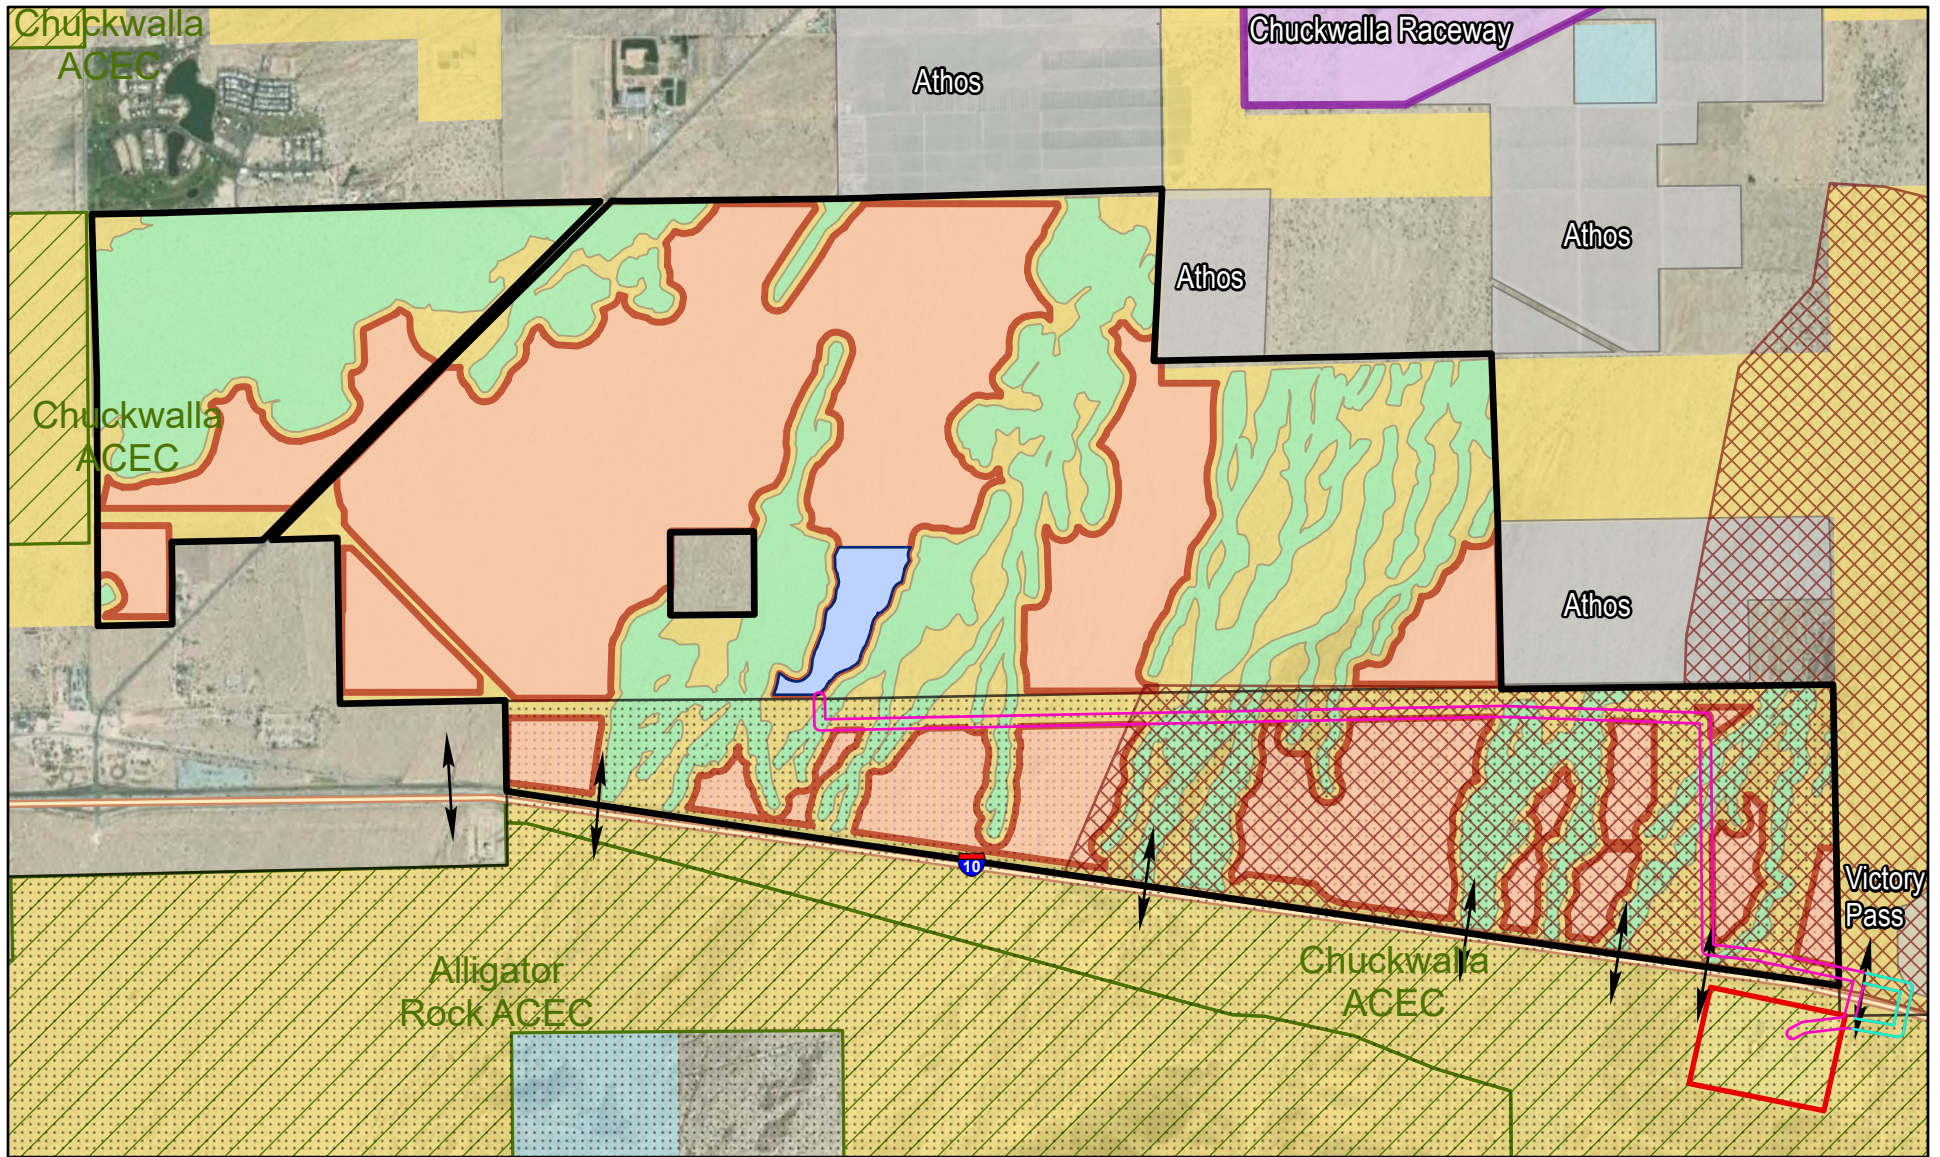 Chuckwalla
ACEC
Chuckwalla Raceway
Athos
Athos
Athos
Chuckwalla
ACEC
Athos
10
Victory
Pass
Alligator
Rock ACEC
Chuckwalla
ACEC